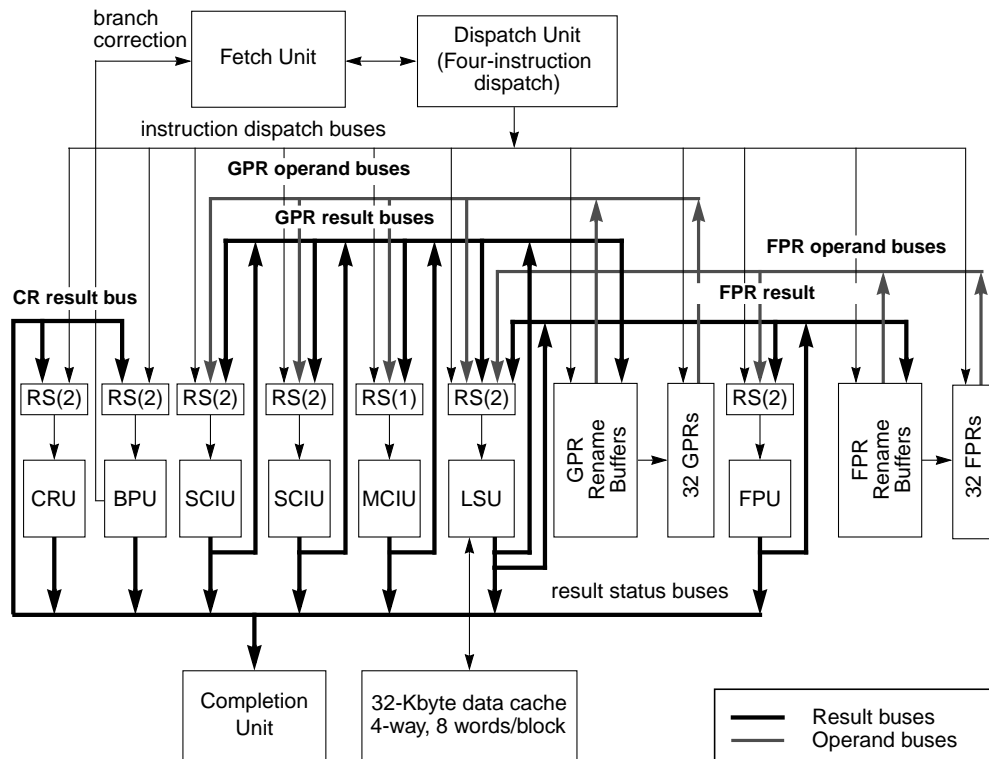 branch
correction
Fetch Unit
Dispatch Unit
(Four-instruction
dispatch)
instruction dispatch buses
GPR operand buses
GPR result buses
FPR operand buses
CR result bus
FPR result
RS(2)
RS(2)
RS(2)
RS(2)
RS(1)
RS(2)
RS(2)
CRU
BPU
SCIU
SCIU
MCIU
LSU
GPR
Rename
Buffers
32 GPRs
FPU
FPR
Rename
Buffers
32 FPRs
result status buses
Completion
Unit
32-Kbyte data cache
4-way, 8 words/block
Result buses
Operand buses